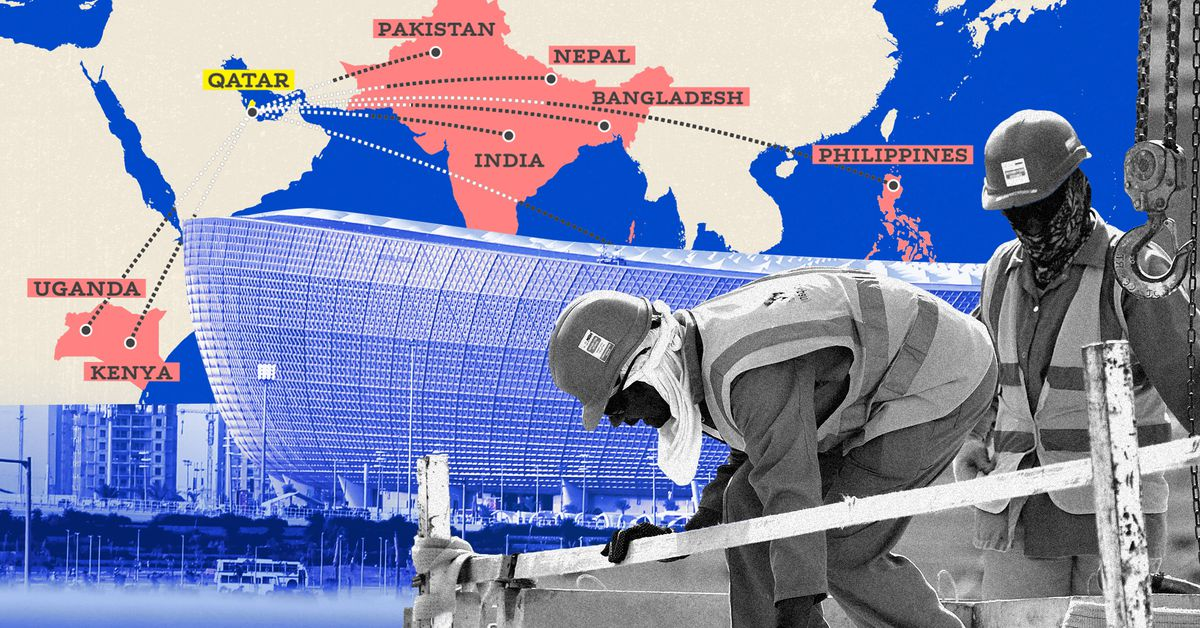 PAKISTAN
NEPAL
QATAR
BANGLADESH
INDIA
PHILIPPINES
UGANDA
KENYA